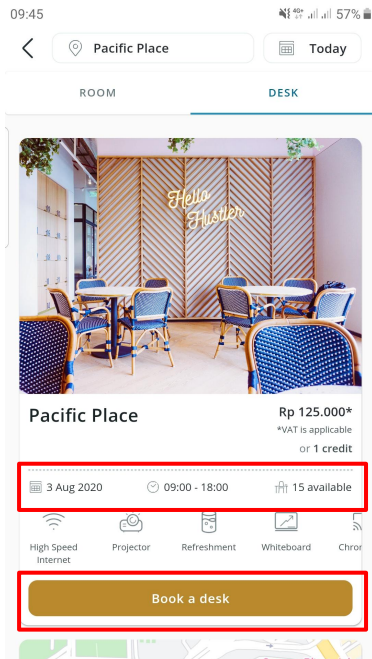 09:45
4G+ 57%
Pacific Place
Today
ROOM DESK
Hello
Hustler
Pacific Place
Rp 125.000*
*VAT is applicable
or 1 credit
3 Aug 2020 09:00 - 18:00 15 available
High Speed
Internet
Projector
Refreshment
Whiteboard
Book a desk